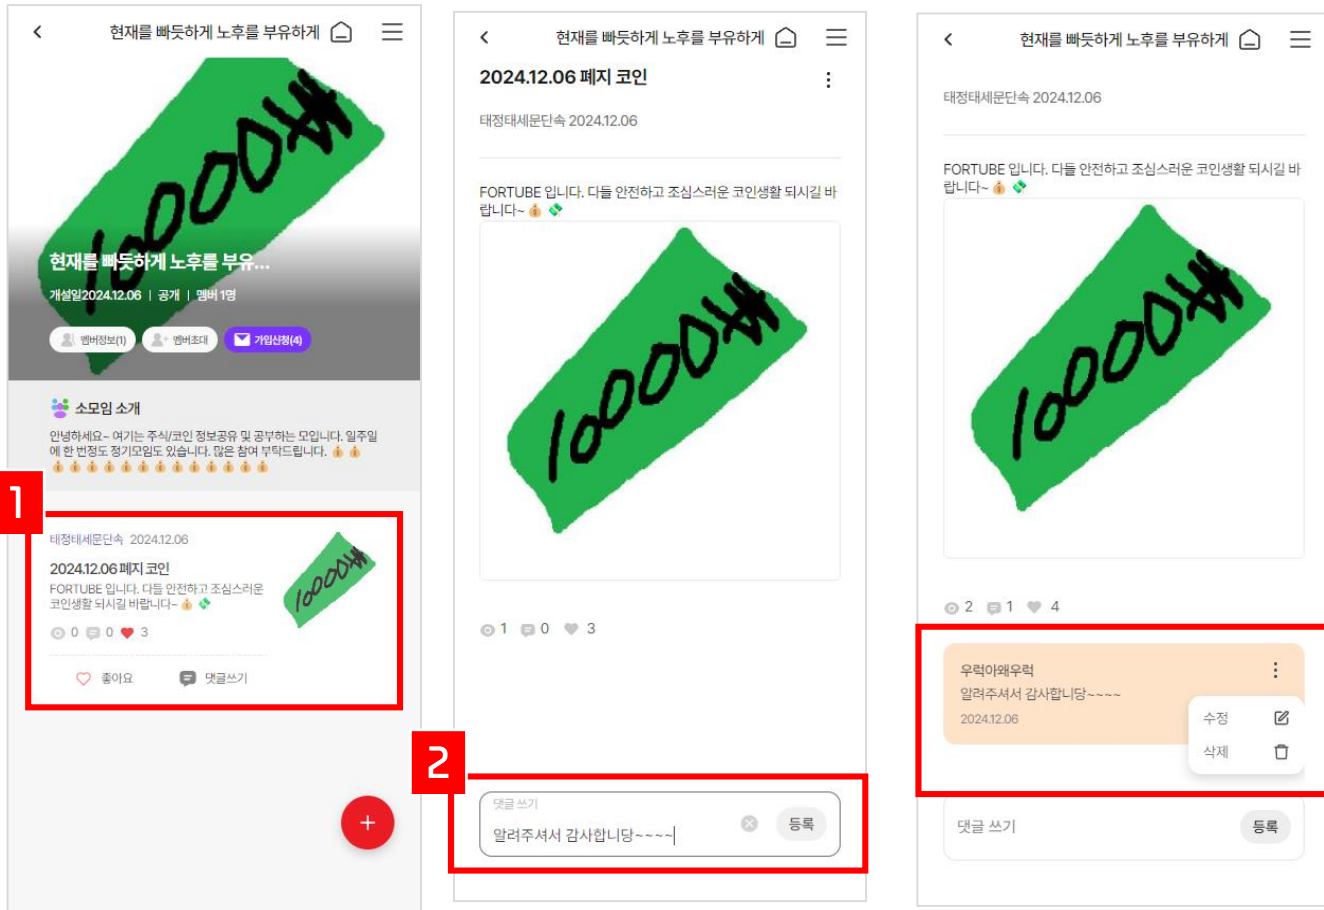 현재를 빠듯하게 노후를 부유하게
10000₩
현재를 빠듯하게 노후를 부유...
개설일2024.12.06 | 공개 | 멤버 1명
멤버정보(1)
멤버초대
가입신청(4)
소모임 소개
안녕하세요~ 여기는 주식/코인 정보공유 및 공부하는 모입니다. 일주일
에 한 번정도 정기모임도 있습니다. 많은 참여 부탁드립니다. 💰 💰
💰 💰 💰 💰 💰 💰 💰 💰 💰 💰 💰 💰 💰
1
태정태세문단속 2024.12.06
2024.12.06 폐지 코인
FORTUBE 입니다. 다들 안전하고 조심스러운
코인생활 되시길 바랍니다~ 💰 💸
10000₩
0 0 3
좋아요
댓글쓰기
+
현재를 빠듯하게 노후를 부유하게
2024.12.06 폐지 코인
태정태세문단속 2024.12.06
FORTUBE 입니다. 다들 안전하고 조심스러운 코인생활 되시길 바
랍니다~ 💰 💸
10000₩
1 0 3
2
댓글 쓰기
알려주셔서 감사합니당~~~~
등록
현재를 빠듯하게 노후를 부유하게
태정태세문단속 2024.12.06
FORTUBE 입니다. 다들 안전하고 조심스러운 코인생활 되시길 바
랍니다~ 💰 💸
10000₩
2 1 4
우럭아왜우럭
알려주셔서 감사합니당~~~~
2024.12.06
수정
삭제
댓글 쓰기
등록